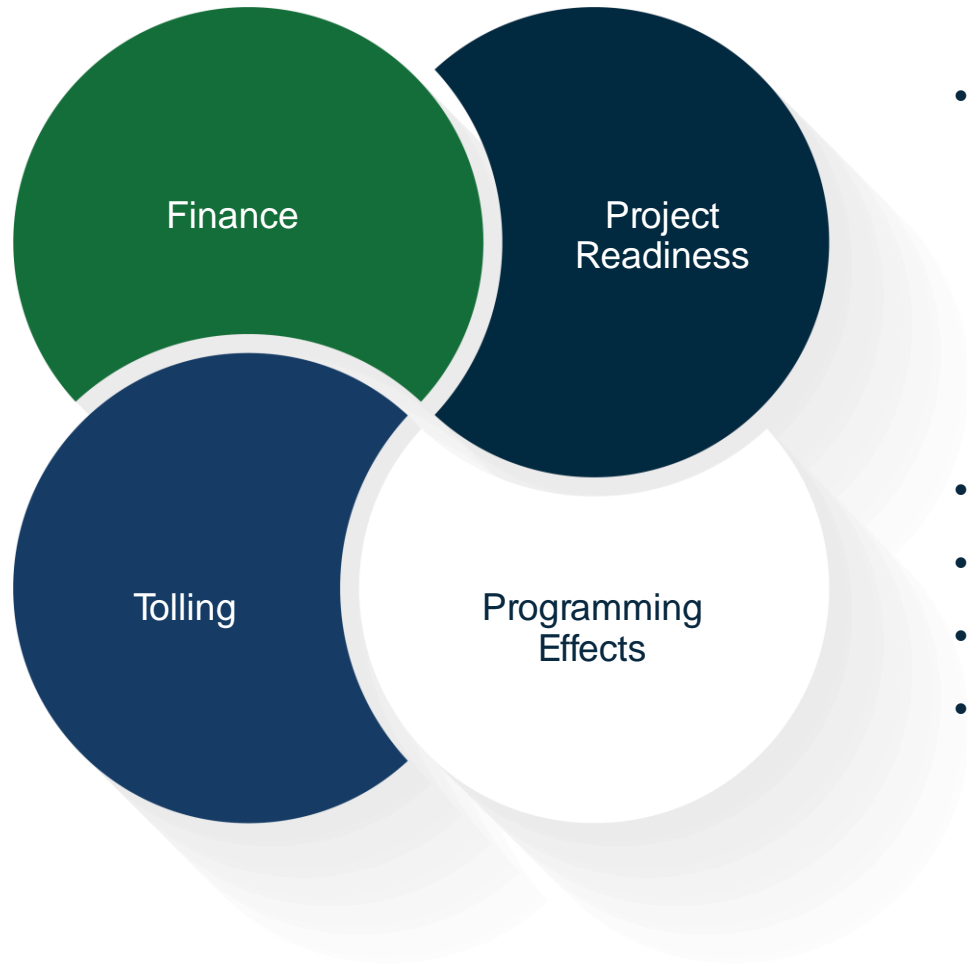 Finance
Project
Readiness
Tolling
Programming
Effects